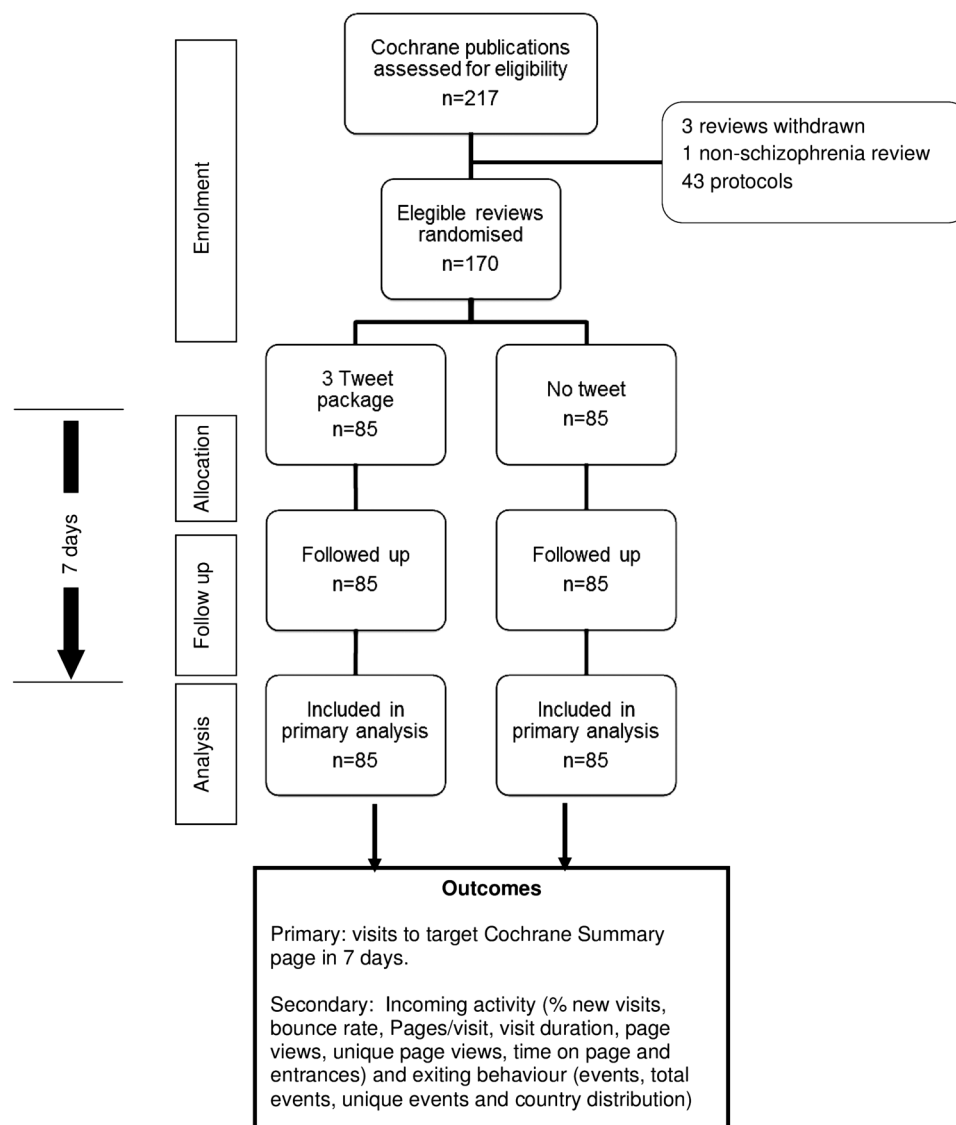 Enrolment
Cochrane publications
assessed for eligibility
n=217
3 reviews withdrawn
1 non-schizophrenia review
43 protocols
Elegible reviews
randomised
n=170
3 Tweet
package
n=85
No tweet
n=85
7 days
Allocation
Follow up
Followed up
n=85
Followed up
n=85
Analysis
Included in
primary analysis
n=85
Included in
primary analysis
n=85
Outcomes
Primary: visits to target Cochrane Summary
page in 7 days.
Secondary: Incoming activity (% new visits,
bounce rate, Pages/visit, visit duration, page
views, unique page views, time on page and
entrances) and exiting behaviour (events, total
events, unique events and country distribution)